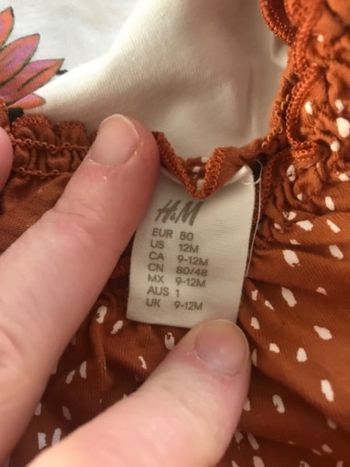 H&M
EUR 80
US 12M
CA 9-12M
CN 80/48
MX 9-12M
AUS 1
UK 9-12M